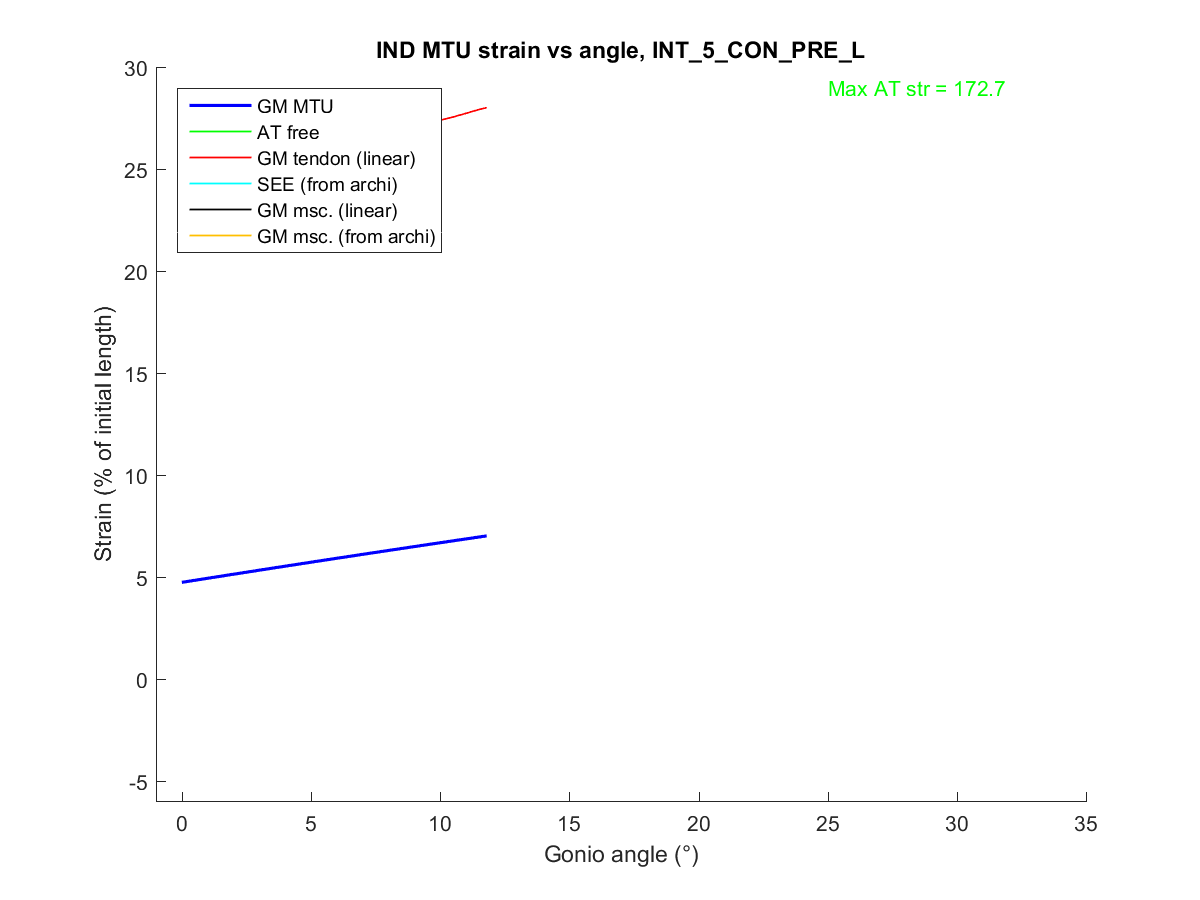 IND MTU strain vs angle, INT_5_CON_PRE_L
Max AT str = 172.7
GM MTU
AT free
GM tendon (linear)
SEE (from archi)
GM msc. (linear)
GM msc. (from archi)
Strain (% of initial length)
30
25
20
15
10
5
0
-5
0 5 10 15 20 25 30 35
Gonio angle (°)